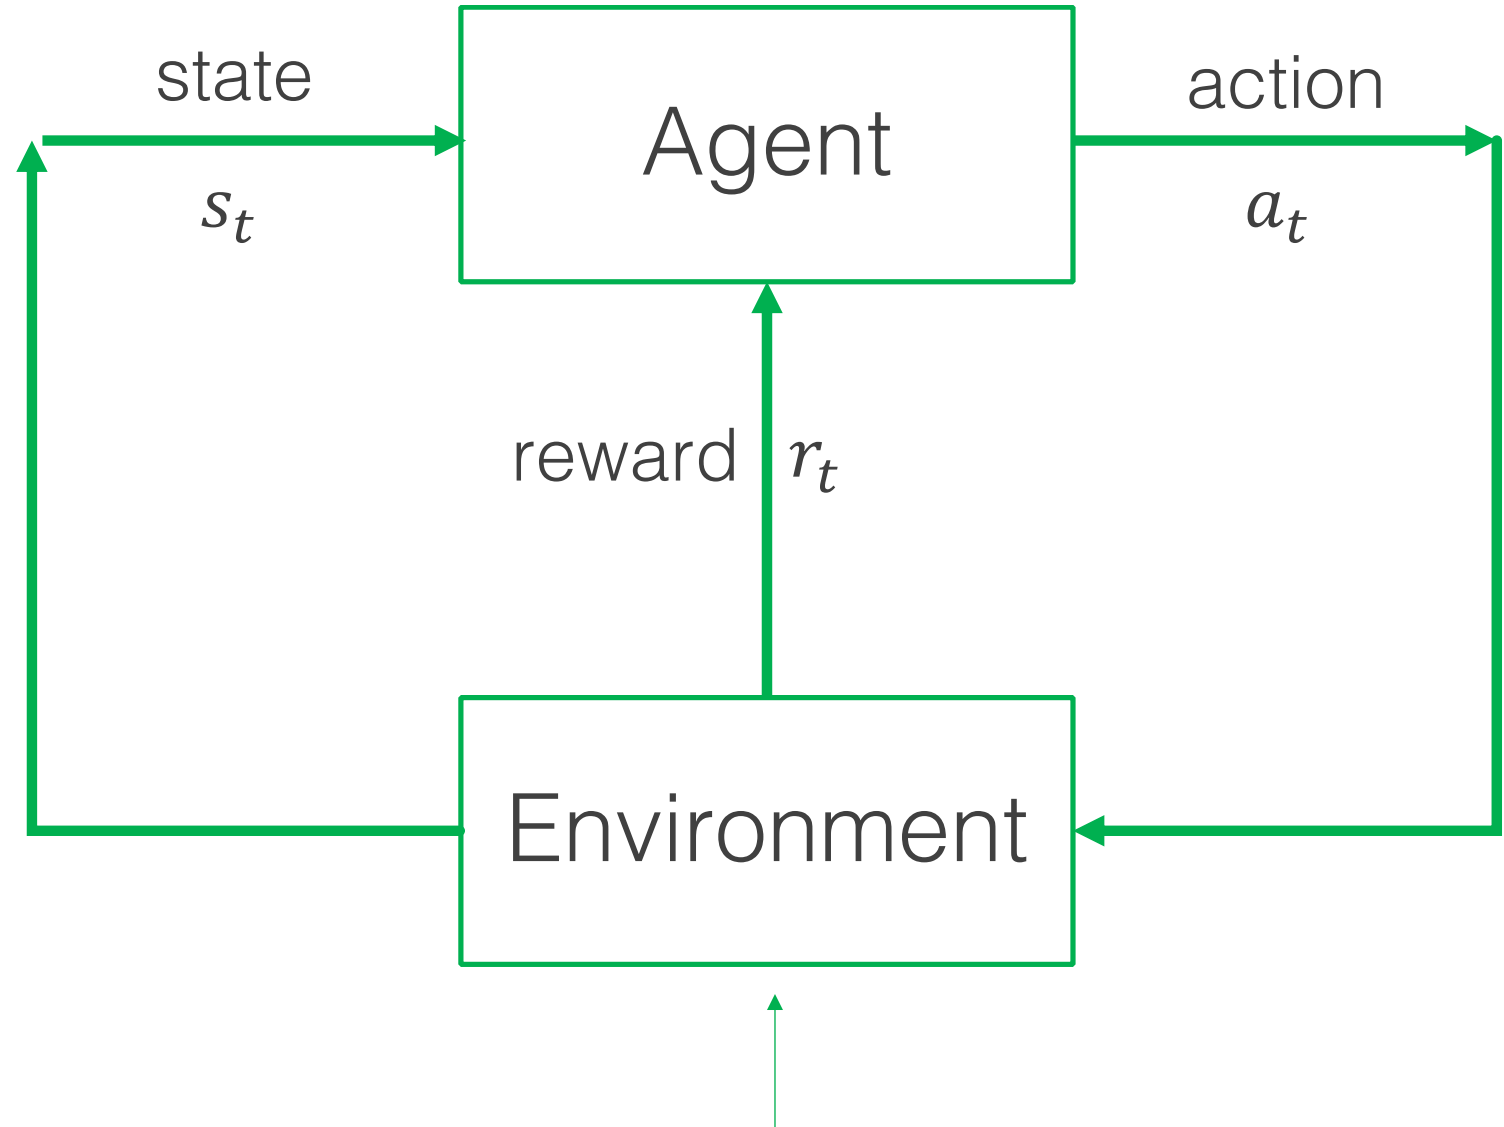 state
Agent
action
s_t
a_t
reward r_t
Environment